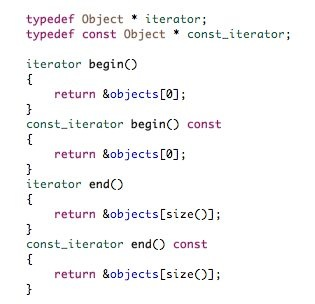 typedef Object * iterator;
typedef const Object * const_iterator;

iterator begin()
{
    return &objects[0];
}
const_iterator begin() const
{
    return &objects[0];
}
iterator end()
{
    return &objects[size()];
}
const_iterator end() const
{
    return &objects[size()];
}